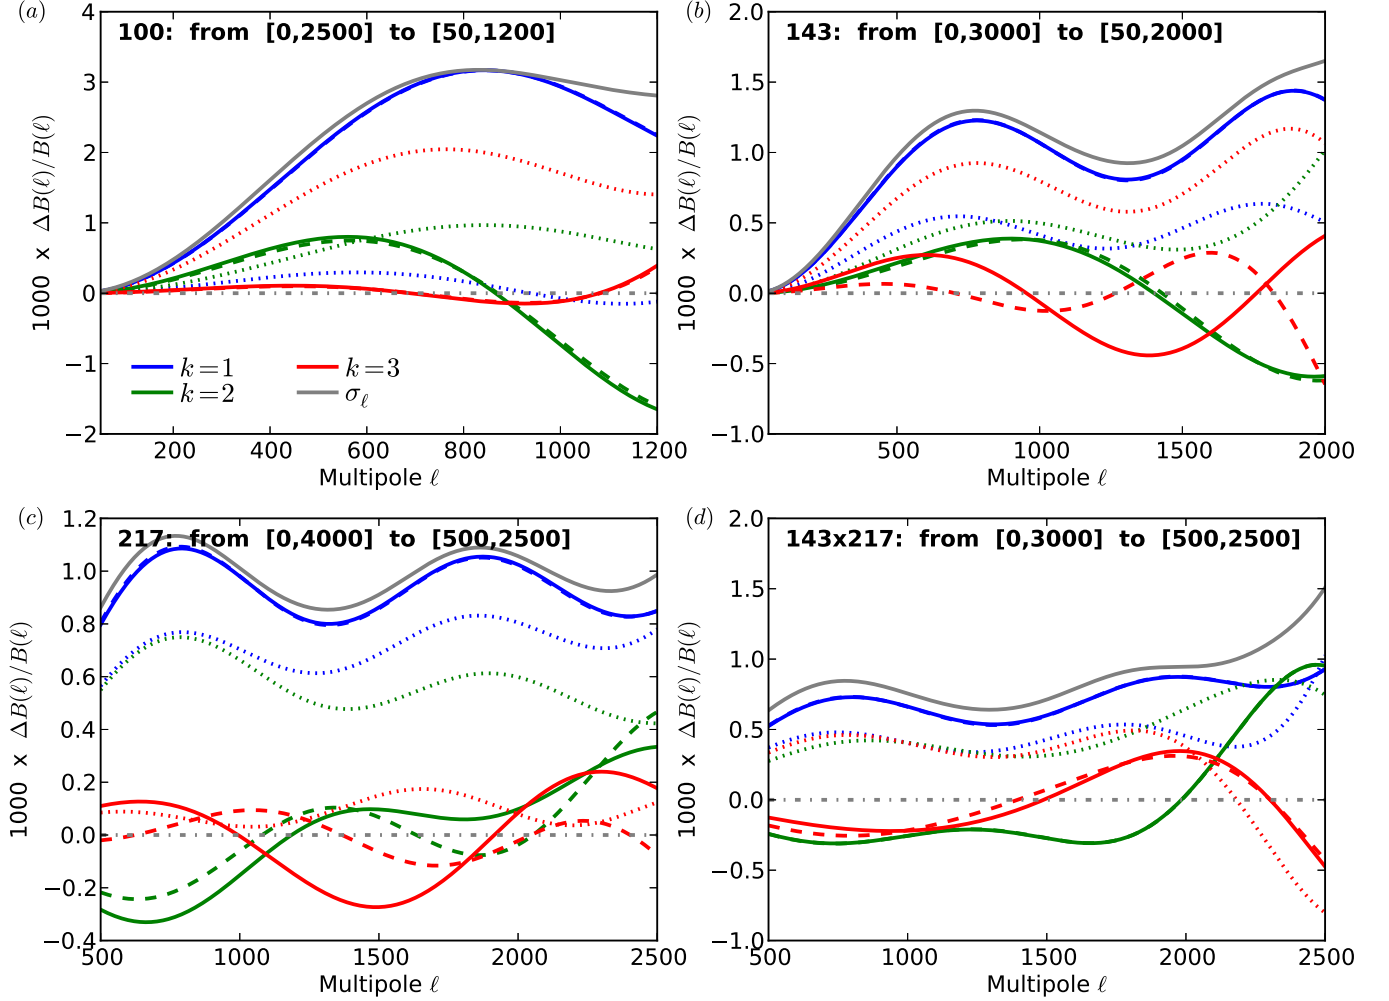 (a)
100: from [0,2500] to [50,1200]
4
3
2
1
0
−1
−2
1000 x ΔB(ℓ)/B(ℓ)
k=1
k=2
k=3
σ_ℓ
200 400 600 800 1000 1200
Multipole ℓ
(b)
143: from [0,3000] to [50,2000]
2.0
1.5
1.0
0.5
0.0
−0.5
−1.0
1000 x ΔB(ℓ)/B(ℓ)
500 1000 1500 2000
Multipole ℓ
(c)
217: from [0,4000] to [500,2500]
1.2
1.0
0.8
0.6
0.4
0.2
0.0
−0.2
−0.4
1000 x ΔB(ℓ)/B(ℓ)
500 1000 1500 2000 2500
Multipole ℓ
(d)
143x217: from [0,3000] to [500,2500]
2.0
1.5
1.0
0.5
0.0
−0.5
−1.0
1000 x ΔB(ℓ)/B(ℓ)
500 1000 1500 2000 2500
Multipole ℓ